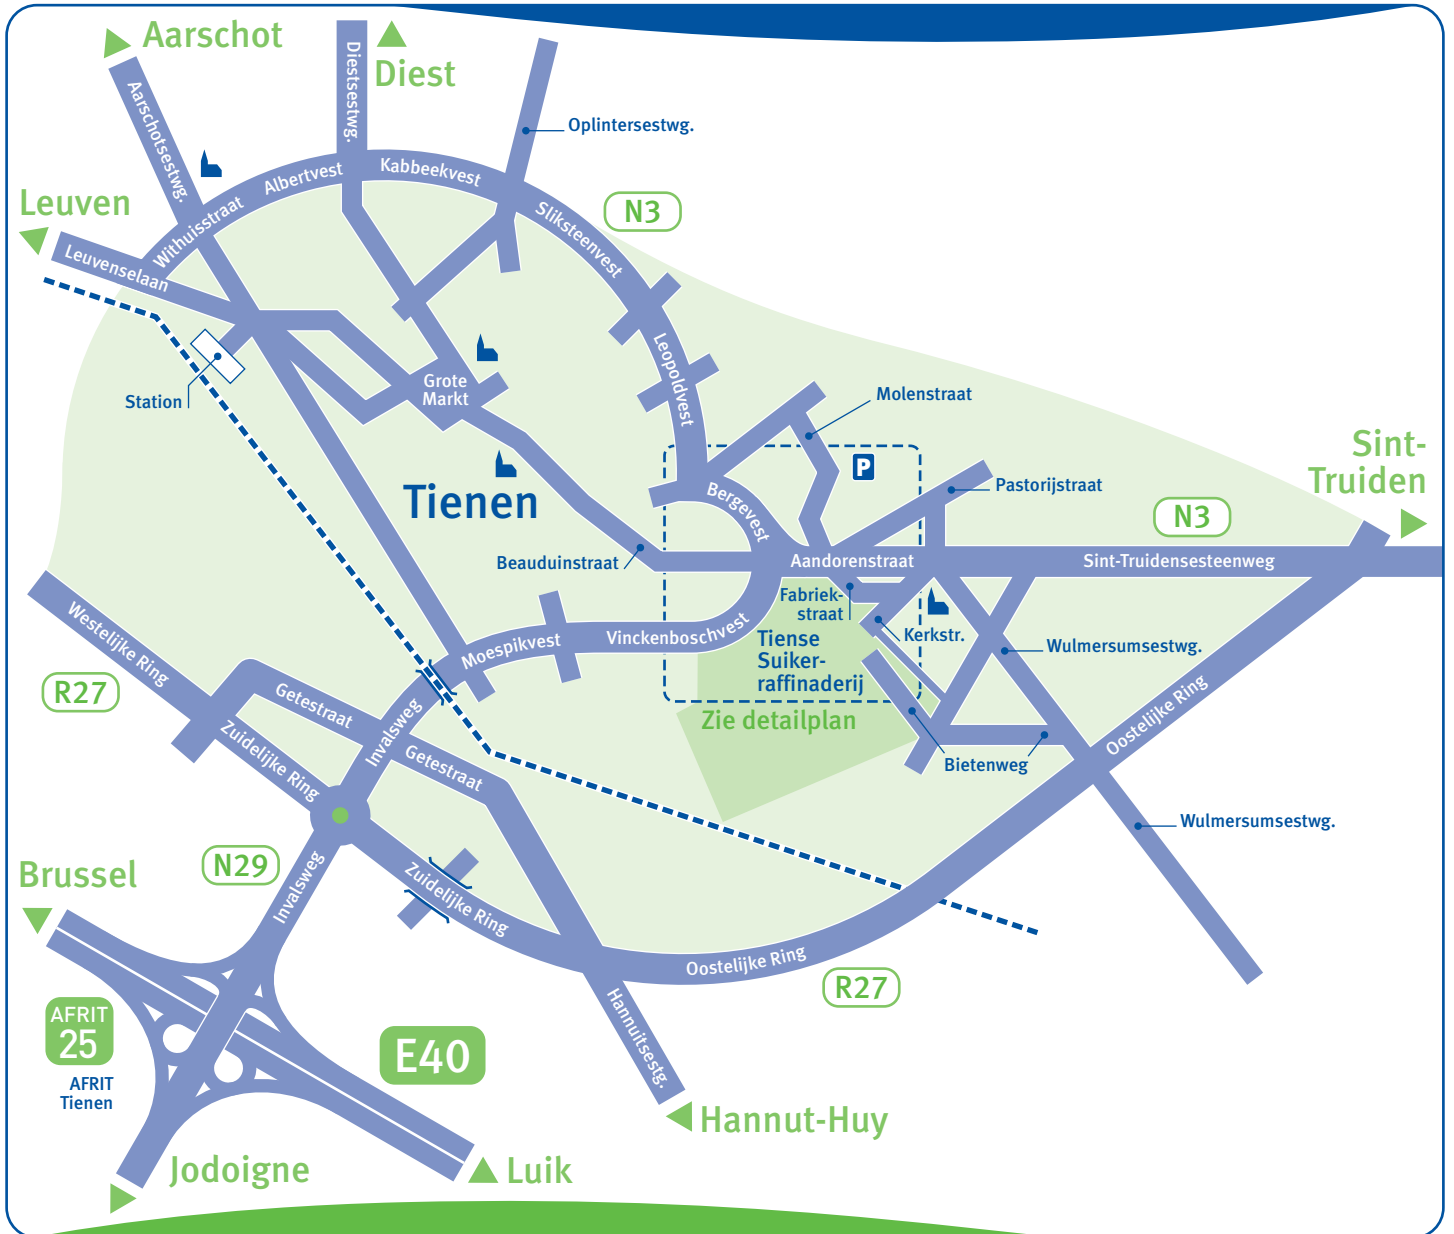 Aarschot
Diest
Aarschotsestwg.
Diestsestwg.
Oplintersestwg.
Leuven
Leuvenselaan
Withuisstraat
Albertvest
Kabbeekvest
Sliksteenvest
N3
Leopoldvest
Station
Grote
Markt
Tienen
Molenstraat
P
Bergevest
Pastorijstraat
Sint-
Truiden
N3
Beauduinstraat
Aandorenstraat
Sint-Truidensesteenweg
Fabriek-
straat
Kerkstr.
Wulmersumsestwg.
Tiense
Suiker-
raffinaderij
Zie detailplan
Moespikvest
Vinckenboschvest
Westelijke Ring
R27
Getestraat
Zuidelijke Ring
Invalsweg
Getestraat
Bietenweg
Oostelijke Ring
Wulmersumsestwg.
N29
Brussel
Invalsweg
Zuidelijke Ring
Oostelijke Ring
R27
AFRIT
25
AFRIT
Tienen
E40
Hannuitsestg.
Hannut-Huy
Jodoigne
Luik